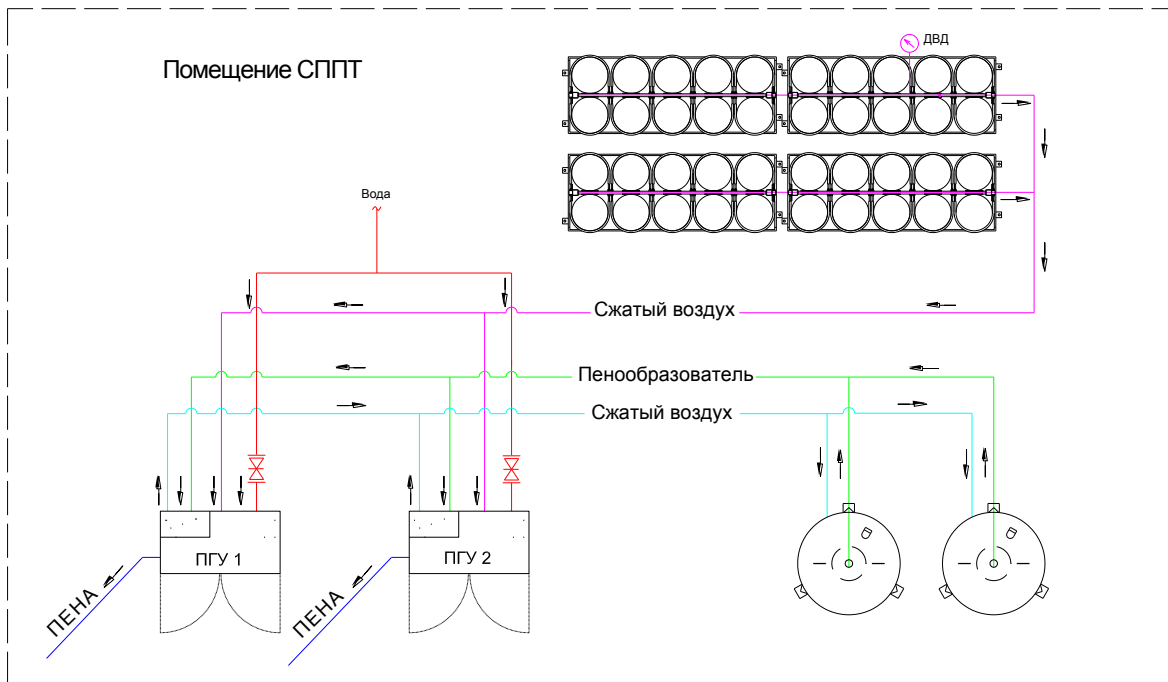 ДВД
Помещение СППТ
Вода
Сжатый воздух
Пенообразователь
Сжатый воздух
ПГУ 1
ПГУ 2
ПЕНА
ПЕНА